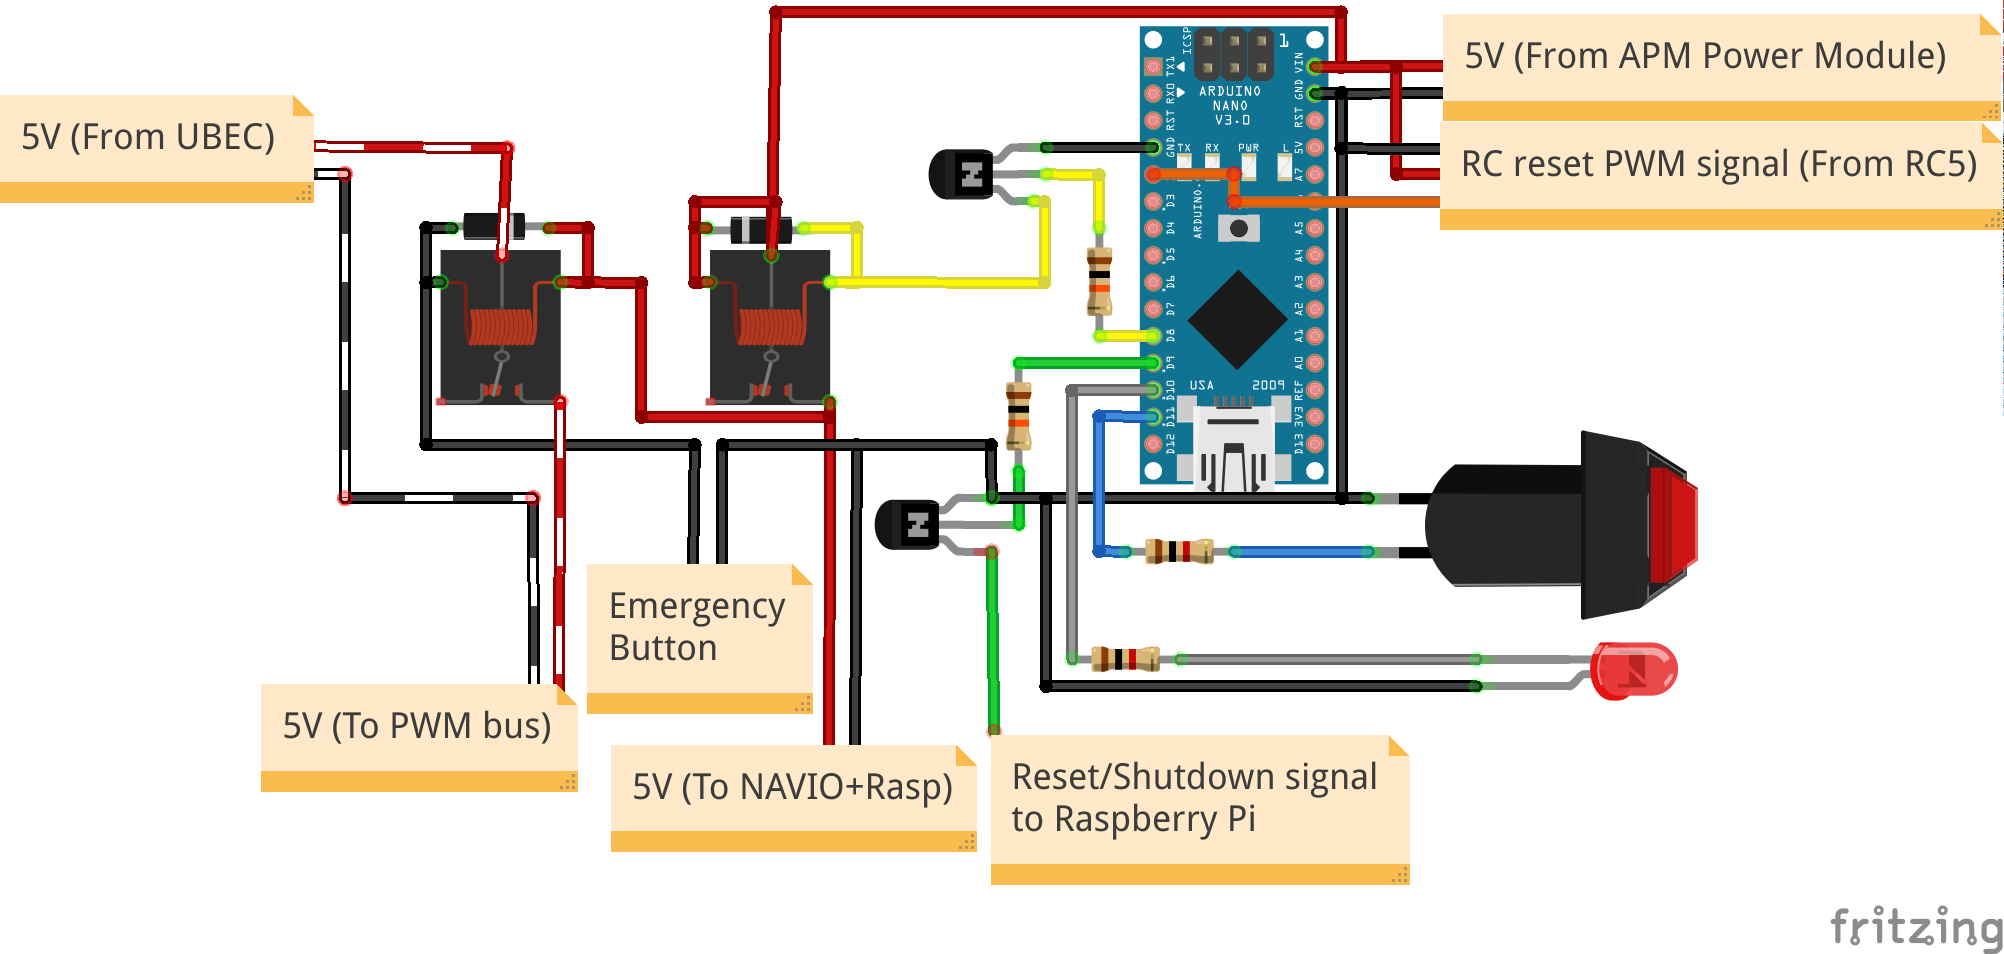 5V (From APM Power Module)
RC reset PWM signal (From RC5)
5V (From UBEC)
Emergency
Button
5V (To PWM bus)
5V (To NAVIO+Rasp)
Reset/Shutdown signal
to Raspberry Pi
ICSP
1
ARDUINO
NANO
V3.0
TX RX PWR L
TX1
RX0
RST
GND
D3
D4
D5
D6
D7
D8
D9
D10
D11
D12
VIN
GND
RST
5V
A7
A5
A4
A3
A2
A1
A0
REF
3V3
D13
ARDUINO.
USA 2009
N
N
fritzing